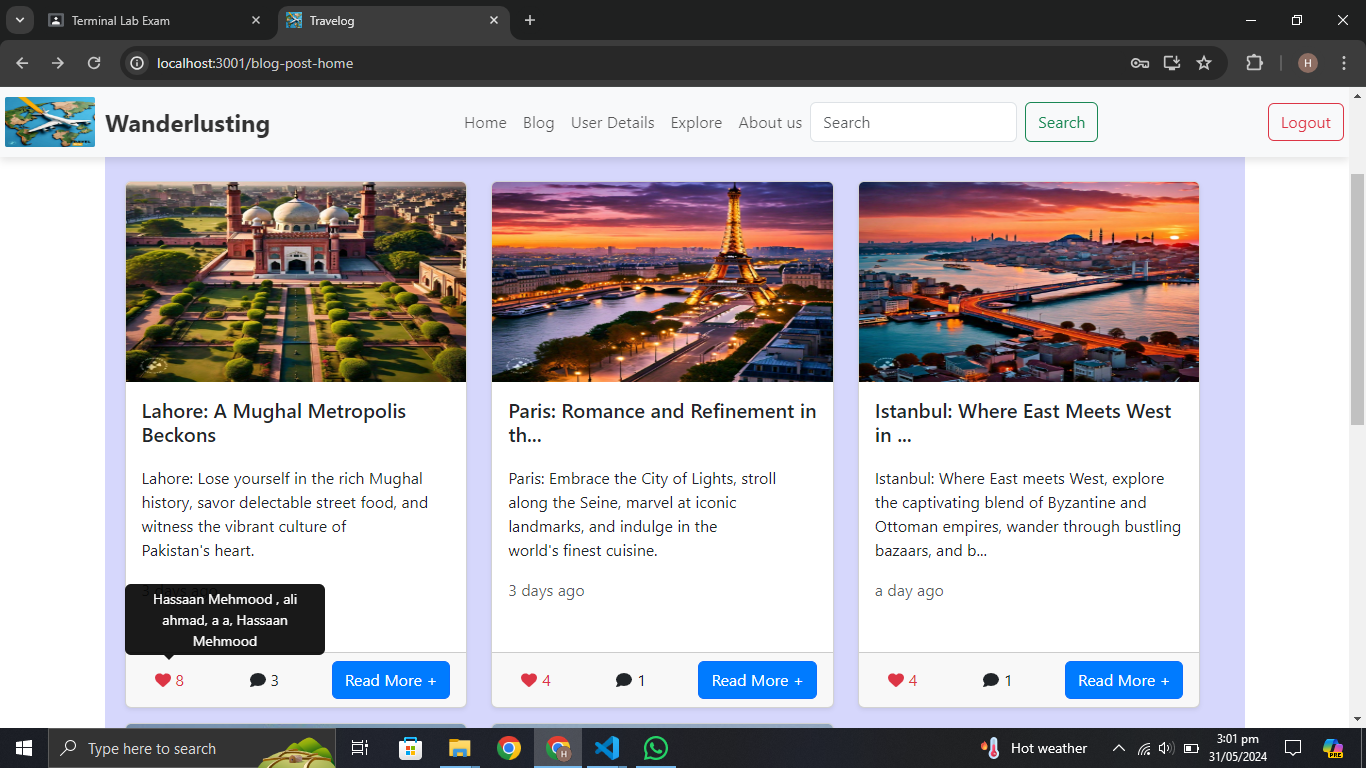 Terminal Lab Exam
Travelog
localhost:3001/blog-post-home
H
Wanderlusting
Home
Blog
User Details
Explore
About us
Search
Search
Logout
Lahore: A Mughal Metropolis
Beckons
Lahore: Lose yourself in the rich Mughal
history, savor delectable street food, and
witness the vibrant culture of
Pakistan's heart.
Hassaan Mehmood , ali
ahmad, a a, Hassaan
Mehmood
8
3
Read More +
Paris: Romance and Refinement in
th...
Paris: Embrace the City of Lights, stroll
along the Seine, marvel at iconic
landmarks, and indulge in the
world's finest cuisine.
3 days ago
4
1
Read More +
Istanbul: Where East Meets West
in ...
Istanbul: Where East meets West, explore
the captivating blend of Byzantine and
Ottoman empires, wander through bustling
bazaars, and b...
a day ago
4
1
Read More +
Type here to search
H
Hot weather
3:01 pm
31/05/2024
PRE